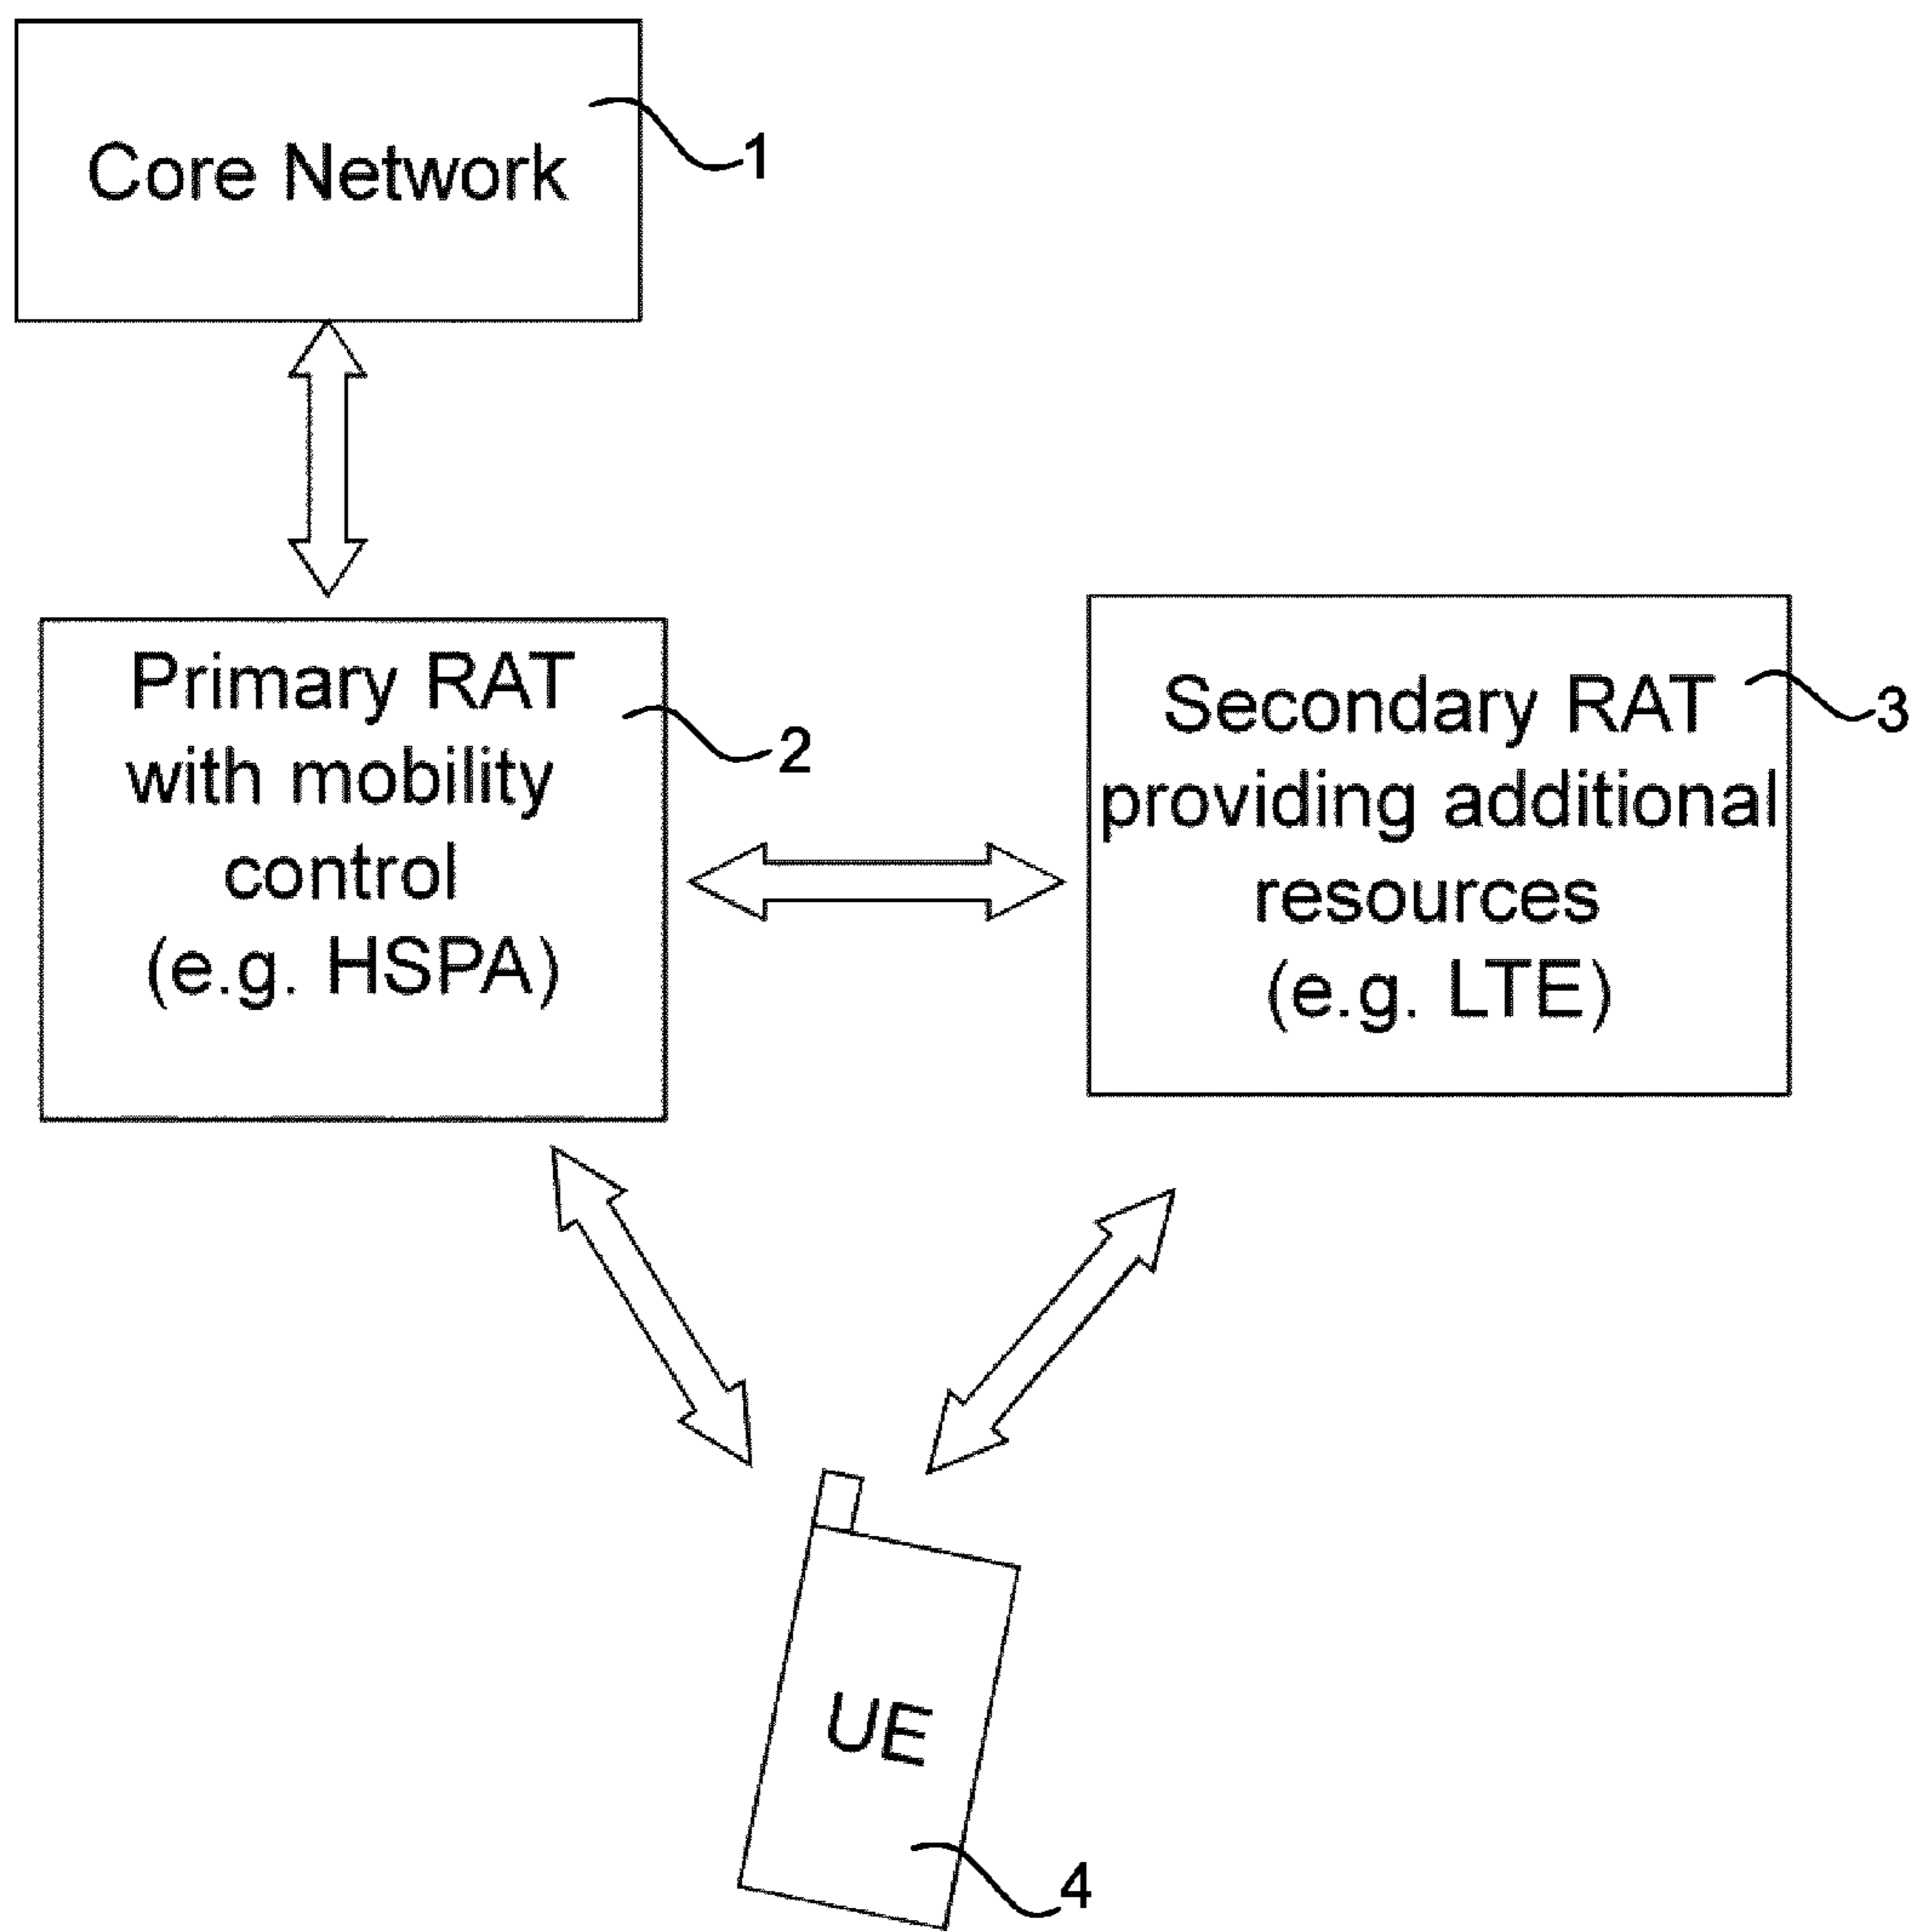 Core Network
1
Primary RAT
with mobility
control
(e.g. HSPA)
2
Secondary RAT
providing additional
resources
(e.g. LTE)
3
UE
4